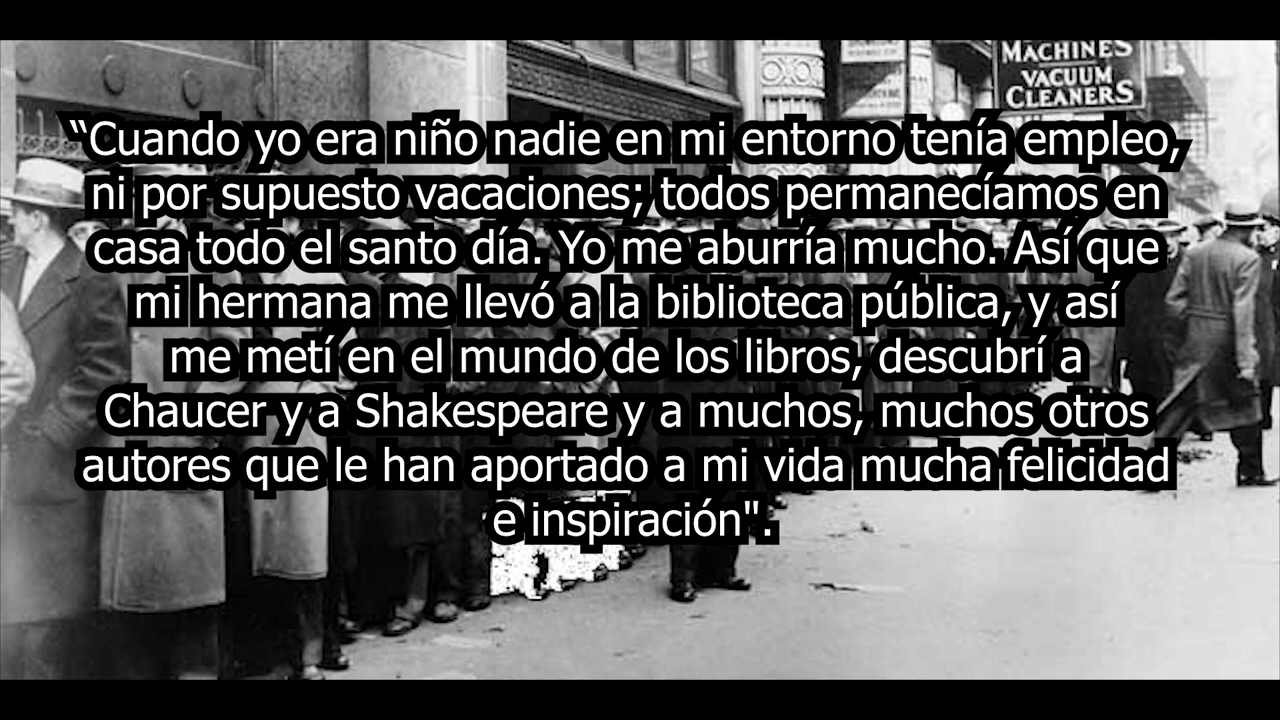 MACHINES
VACUUM
CLEANERS
“Cuando yo era niño nadie en mi entorno tenía empleo,
ni por supuesto vacaciones; todos permanecíamos en
casa todo el santo día. Yo me aburría mucho. Así que
mi hermana me llevó a la biblioteca pública, y así
me metí en el mundo de los libros, descubrí a
Chaucer y a Shakespeare y a muchos, muchos otros
autores que le han aportado a mi vida mucha felicidad
e inspiración".